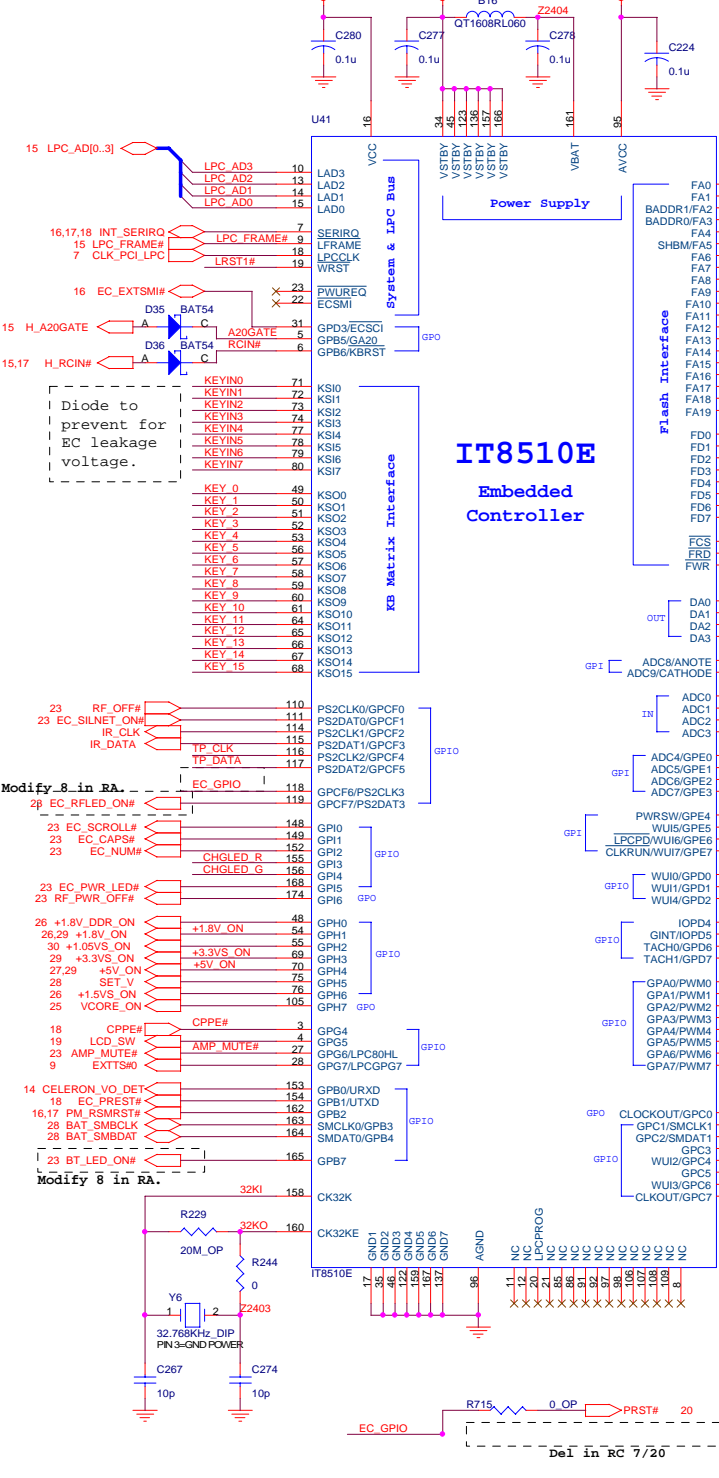 B16
Z2404
QT1608RL060
C280
0.1u
C277
0.1u
C278
0.1u
C224
0.1u
U41
16
34
45
123
136
157
166
161
95
VCC
VSTBY
VSTBY
VSTBY
VSTBY
VSTBY
VSTBY
VBAT
AVCC
Power Supply
System & LPC Bus
15 LPC_AD[0..3]
LPC_AD3 10 LAD3
LPC_AD2 13 LAD2
LPC_AD1 14 LAD1
LPC_AD0 15 LAD0
16,17,18 INT_SERIRQ 7 SERIRQ
15 LPC_FRAME# LPC_FRAME# 9 LFRAME
7 CLK_PCI_LPC 18 LPCCLK
LRST1# 19 WRST
23 PWUREQ
16 EC_EXTSMI# 22 ECSMI
31 GPD3/ECSCI
D35 BAT54
15 H_A20GATE A C A20GATE 5 GPB5/GA20
GPO
D36 BAT54
15,17 H_RCIN# A C RCIN# 6 GPB6/KBRST
Diode to
prevent for
EC leakage
voltage.
KEYIN0 71 KSI0
KEYIN1 72 KSI1
KEYIN2 73 KSI2
KEYIN3 74 KSI3
KEYIN4 77 KSI4
KEYIN5 78 KSI5
KEYIN6 79 KSI6
KEYIN7 80 KSI7
KEY_0 49 KSO0
KEY_1 50 KSO1
KEY_2 51 KSO2
KEY_3 52 KSO3
KEY_4 53 KSO4
KEY_5 56 KSO5
KEY_6 57 KSO6
KEY_7 58 KSO7
KEY_8 59 KSO8
KEY_9 60 KSO9
KEY_10 61 KSO10
KEY_11 64 KSO11
KEY_12 65 KSO12
KEY_13 66 KSO13
KEY_14 67 KSO14
KEY_15 68 KSO15
KB Matrix Interface
IT8510E
Embedded
Controller
Flash Interface
FA0
FA1
BADDR1/FA2
BADDR0/FA3
FA4
SHBM/FA5
FA6
FA7
FA8
FA9
FA10
FA11
FA12
FA13
FA14
FA15
FA16
FA17
FA18
FA19
FD0
FD1
FD2
FD3
FD4
FD5
FD6
FD7
FCS
FRD
FWR
OUT
DA0
DA1
DA2
DA3
GPI
ADC8/ANOTE
ADC9/CATHODE
IN
ADC0
ADC1
ADC2
ADC3
GPI
ADC4/GPE0
ADC5/GPE1
ADC6/GPE2
ADC7/GPE3
GPI
PWRSW/GPE4
WUI5/GPE5
LPCPD/WUI6/GPE6
CLKRUN/WUI7/GPE7
GPIO
WUI0/GPD0
WUI1/GPD1
WUI4/GPD2
GPIO
IOPD4
GINT/IOPD5
TACH0/GPD6
TACH1/GPD7
GPIO
GPA0/PWM0
GPA1/PWM1
GPA2/PWM2
GPA3/PWM3
GPA4/PWM4
GPA5/PWM5
GPA6/PWM6
GPA7/PWM7
GPO CLOCKOUT/GPC0
GPIO
GPC1/SMCLK1
GPC2/SMDAT1
GPC3
WUI2/GPC4
GPC5
WUI3/GPC6
CLKOUT/GPC7
23 RF_OFF# 110 PS2CLK0/GPCF0
23 EC_SILNET_ON# 111 PS2DAT0/GPCF1
IR_CLK 114 PS2CLK1/GPCF2
IR_DATA 115 PS2DAT1/GPCF3
TP_CLK 116 PS2CLK2/GPCF4
TP_DATA 117 PS2DAT2/GPCF5
GPIO
Modify 8 in RA.
EC_GPIO 118 GPCF6/PS2CLK3
23 EC_RFLED_ON# 119 GPCF7/PS2DAT3
23 EC_SCROLL# 148 GPI0
23 EC_CAPS# 149 GPI1
23 EC_NUM# 152 GPI2
CHGLED_R 155 GPI3
CHGLED_G 156 GPI4
GPIO
23 EC_PWR_LED# 168 GPI5
23 RF_PWR_OFF# 174 GPI6 GPO
26 +1.8V_DDR_ON 48 GPH0
26,29 +1.8V_ON +1.8V_ON 54 GPH1
30 +1.05VS_ON 55 GPH2
29 +3.3VS_ON +3.3VS_ON 69 GPH3
27,29 +5V_ON +5V_ON 70 GPH4
28 SET_V 75 GPH5
26 +1.5VS_ON 76 GPH6
25 VCORE_ON 105 GPH7 GPO
GPIO
18 CPPE# CPPE# 3 GPG4
19 LCD_SW 4 GPG5
23 AMP_MUTE# AMP_MUTE# 27 GPG6/LPC80HL
9 EXTTS#0 28 GPG7/LPCGPG7
GPIO
14 CELERON_VO_DET 153 GPB0/URXD
18 EC_PREST# 154 GPB1/UTXD
16,17 PM_RSMRST# 162 GPB2
28 BAT_SMBCLK 163 SMCLK0/GPB3
28 BAT_SMBDAT 164 SMDAT0/GPB4
GPIO
23 BT_LED_ON# 165 GPB7
Modify 8 in RA.
32KI 158 CK32K
R229
20M_OP
32KO 160 CK32KE
R244
0
Z2403
Y6
1 2
32.768KHz_DIP
PIN3=GND POWER
C267
10p
C274
10p
IT8510E
GND1
GND2
GND3
GND4
GND5
GND6
GND7
AGND
17
35
46
122
159
167
137
96
NC
NC
LPCPROG
NC
NC
NC
NC
NC
NC
NC
NC
NC
NC
NC
NC
11
12
20
21
85
86
91
92
97
98
106
107
108
109
8
EC_GPIO
R715
0_OP
PRST# 20
Del in RC 7/20